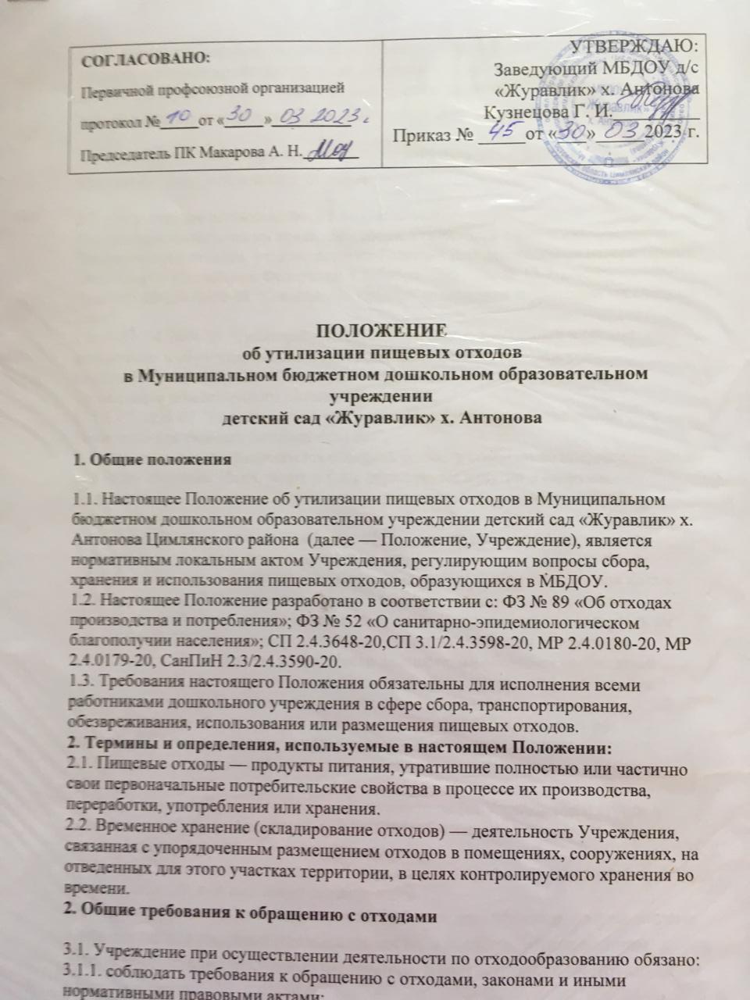 СОГЛАСОВАНО:
Первичной профсоюзной организацией
протокол № 10 от «30» 03 2023 г
Председатель ПК Макарова А. Н.
УТВЕРЖДАЮ:
Заведующий МБДОУ д/с
«Журавлик» х. Антонова
Кузнецова Г. И.
Приказ № 45 от «30» 03 2023 г.
ПОЛОЖЕНИЕ
об утилизации пищевых отходов
в Муниципальном бюджетном дошкольном образовательном
учреждении
детский сад «Журавлик» х. Антонова
1. Общие положения
1.1. Настоящее Положение об утилизации пищевых отходов в Муниципальном
бюджетном дошкольном образовательном учреждении детский сад «Журавлик» х.
Антонова Цимлянского района (далее — Положение, Учреждение), является
нормативным локальным актом Учреждения, регулирующим вопросы сбора,
хранения и использования пищевых отходов, образующихся в МБДОУ.
1.2. Настоящее Положение разработано в соответствии с: ФЗ № 89 «Об отходах
производства и потребления»; ФЗ № 52 «О санитарно-эпидемиологическом
благополучии населения»; СП 2.4.3648-20,СП 3.1/2.4.3598-20, МР 2.4.0180-20, МР
2.4.0179-20, СанПиН 2.3/2.4.3590-20.
1.3. Требования настоящего Положения обязательны для исполнения всеми
работниками дошкольного учреждения в сфере сбора, транспортирования,
обезвреживания, использования или размещения пищевых отходов.
2. Термины и определения, используемые в настоящем Положении:
2.1. Пищевые отходы — продукты питания, утратившие полностью или частично
свои первоначальные потребительские свойства в процессе их производства,
переработки, употребления или хранения.
2.2. Временное хранение (складирование отходов) — деятельность Учреждения,
связанная с упорядоченным размещением отходов в помещениях, сооружениях, на
отведенных для этого участках территории, в целях контролируемого хранения во
времени.
2. Общие требования к обращению с отходами
3.1. Учреждение при осуществлении деятельности по отходообразованию обязано:
3.1.1. соблюдать требования к обращению с отходами, законами и иными
нормативными правовыми актами;